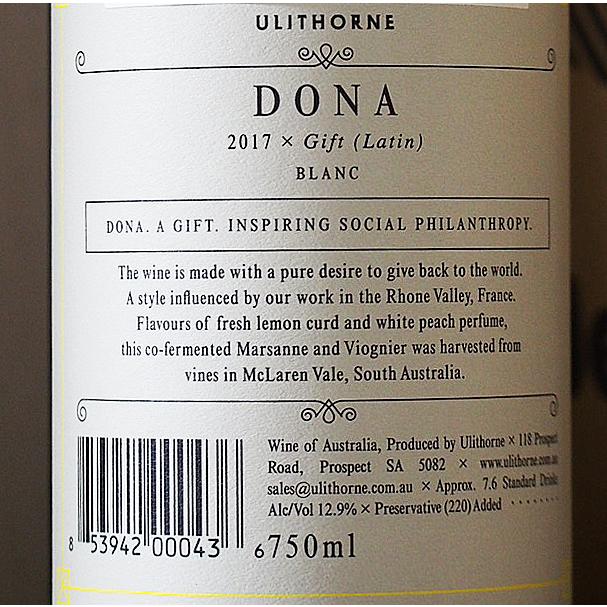 ULITHORNE
DONA
2017 × Gift (Latin)
BLANC
DONA. A GIFT. INSPIRING SOCIAL PHILANTHROPY.
The wine is made with a pure desire to give back to the world.
A style influenced by our work in the Rhone Valley, France.
Flavours of fresh lemon curd and white peach perfume,
this co-fermented Marsanne and Viognier was harvested from
vines in McLaren Vale, South Australia.
Wine of Australia, Produced by Ulithorne × 118 Prospect
Road, Prospect SA 5082 × www.ulithorne.com.au
sales@ulithorne.com.au × Approx. 7.6 Standard Drinks
Alc/Vol 12.9% × Preservative (220) Added
8 53942 00043 6
750ml